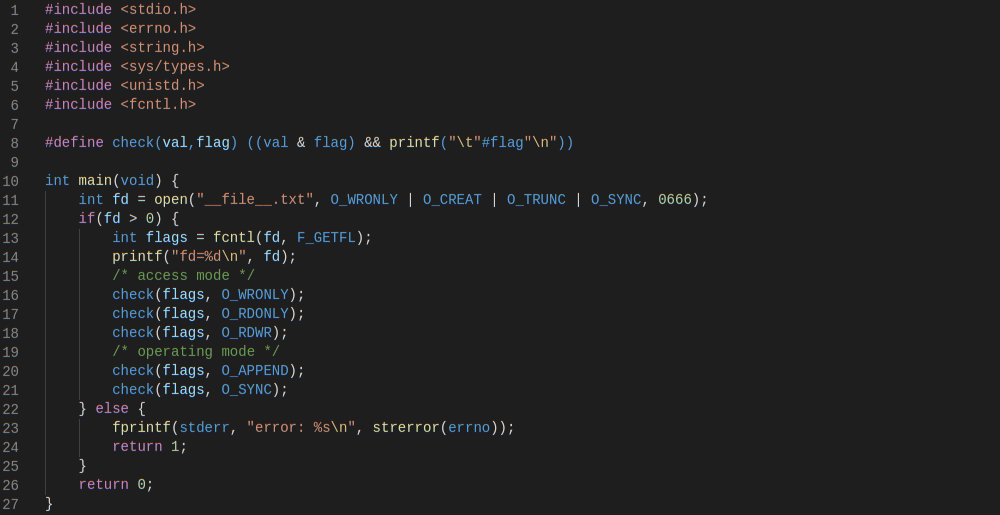 1 #include <stdio.h>
2 #include <errno.h>
3 #include <string.h>
4 #include <sys/types.h>
5 #include <unistd.h>
6 #include <fcntl.h>
7
8 #define check(val,flag) ((val & flag) && printf("\t"#flag"\n"))
9
10 int main(void) {
11     int fd = open("__file__.txt", O_WRONLY | O_CREAT | O_TRUNC | O_SYNC, 0666);
12     if(fd > 0) {
13         int flags = fcntl(fd, F_GETFL);
14         printf("fd=%d\n", fd);
15         /* access mode */
16         check(flags, O_WRONLY);
17         check(flags, O_RDONLY);
18         check(flags, O_RDWR);
19         /* operating mode */
20         check(flags, O_APPEND);
21         check(flags, O_SYNC);
22     } else {
23         fprintf(stderr, "error: %s\n", strerror(errno));
24         return 1;
25     }
26     return 0;
27 }